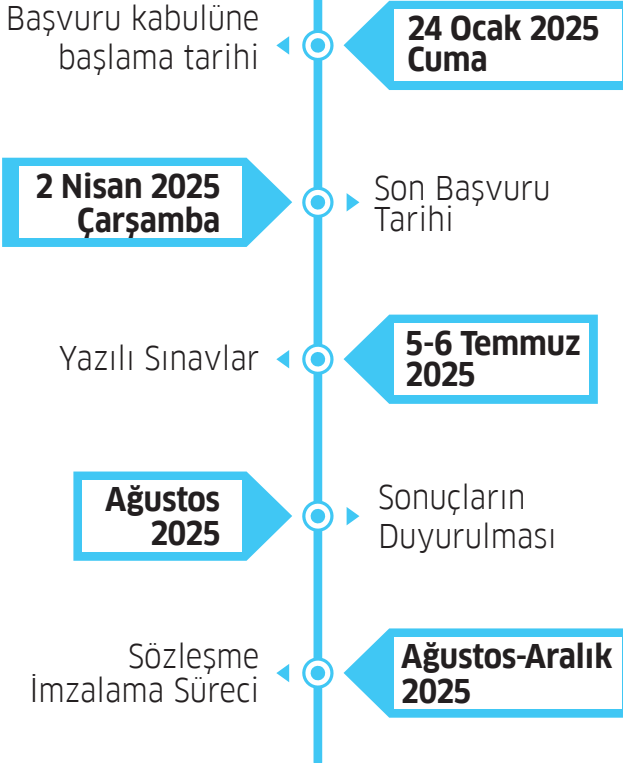 Başvuru kabulüne
başlama tarihi
24 Ocak 2025
Cuma
2 Nisan 2025
Çarşamba
Son Başvuru
Tarihi
Yazılı Sınavlar
5-6 Temmuz
2025
Ağustos
2025
Sonuçların
Duyurulması
Sözleşme
İmzalama Süreci
Ağustos-Aralık
2025